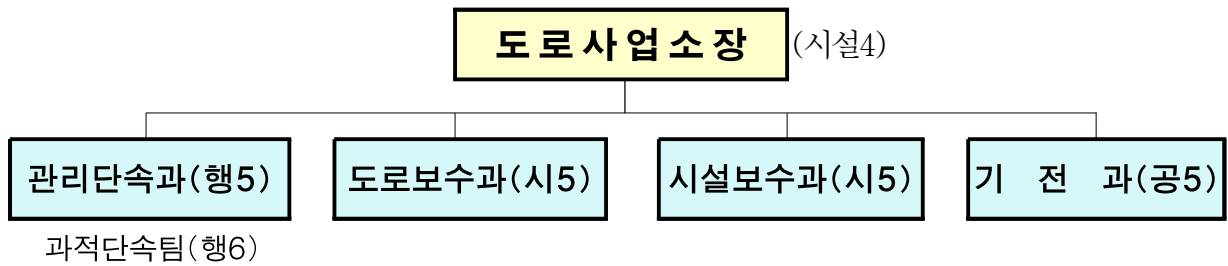 도로사업소장 (시설4)
관리단속과(행5) 도로보수과(시5) 시설보수과(시5) 기 전 과(공5)
과적단속팀(행6)